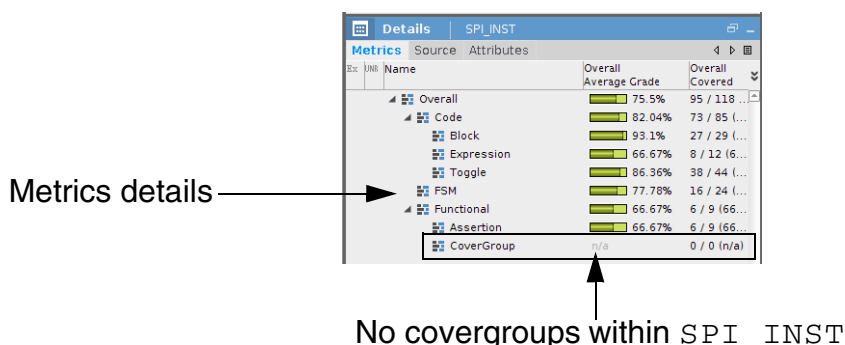 Details SPI_INST
Metrics Source Attributes
Ex UNR Name Overall Average Grade Overall Covered
Overall 75.5% 95 / 118 ...
Code 82.04% 73 / 85 (...
Block 93.1% 27 / 29 (...
Expression 66.67% 8 / 12 (6...
Toggle 86.36% 38 / 44 (...
FSM 77.78% 16 / 24 (...
Functional 66.67% 6 / 9 (66...
Assertion 66.67% 6 / 9 (66...
CoverGroup n/a 0 / 0 (n/a)
Metrics details
No covergroups within SPI_INST